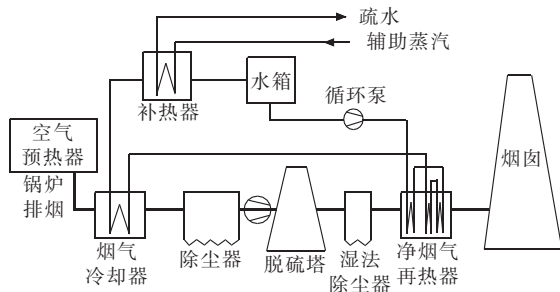 疏水
辅助蒸汽
补热器
水箱
循环泵
空气
预热器
锅炉
排烟
烟气
冷却器
除尘器
脱硫塔
湿法
除尘器
净烟气
再热器
烟囱